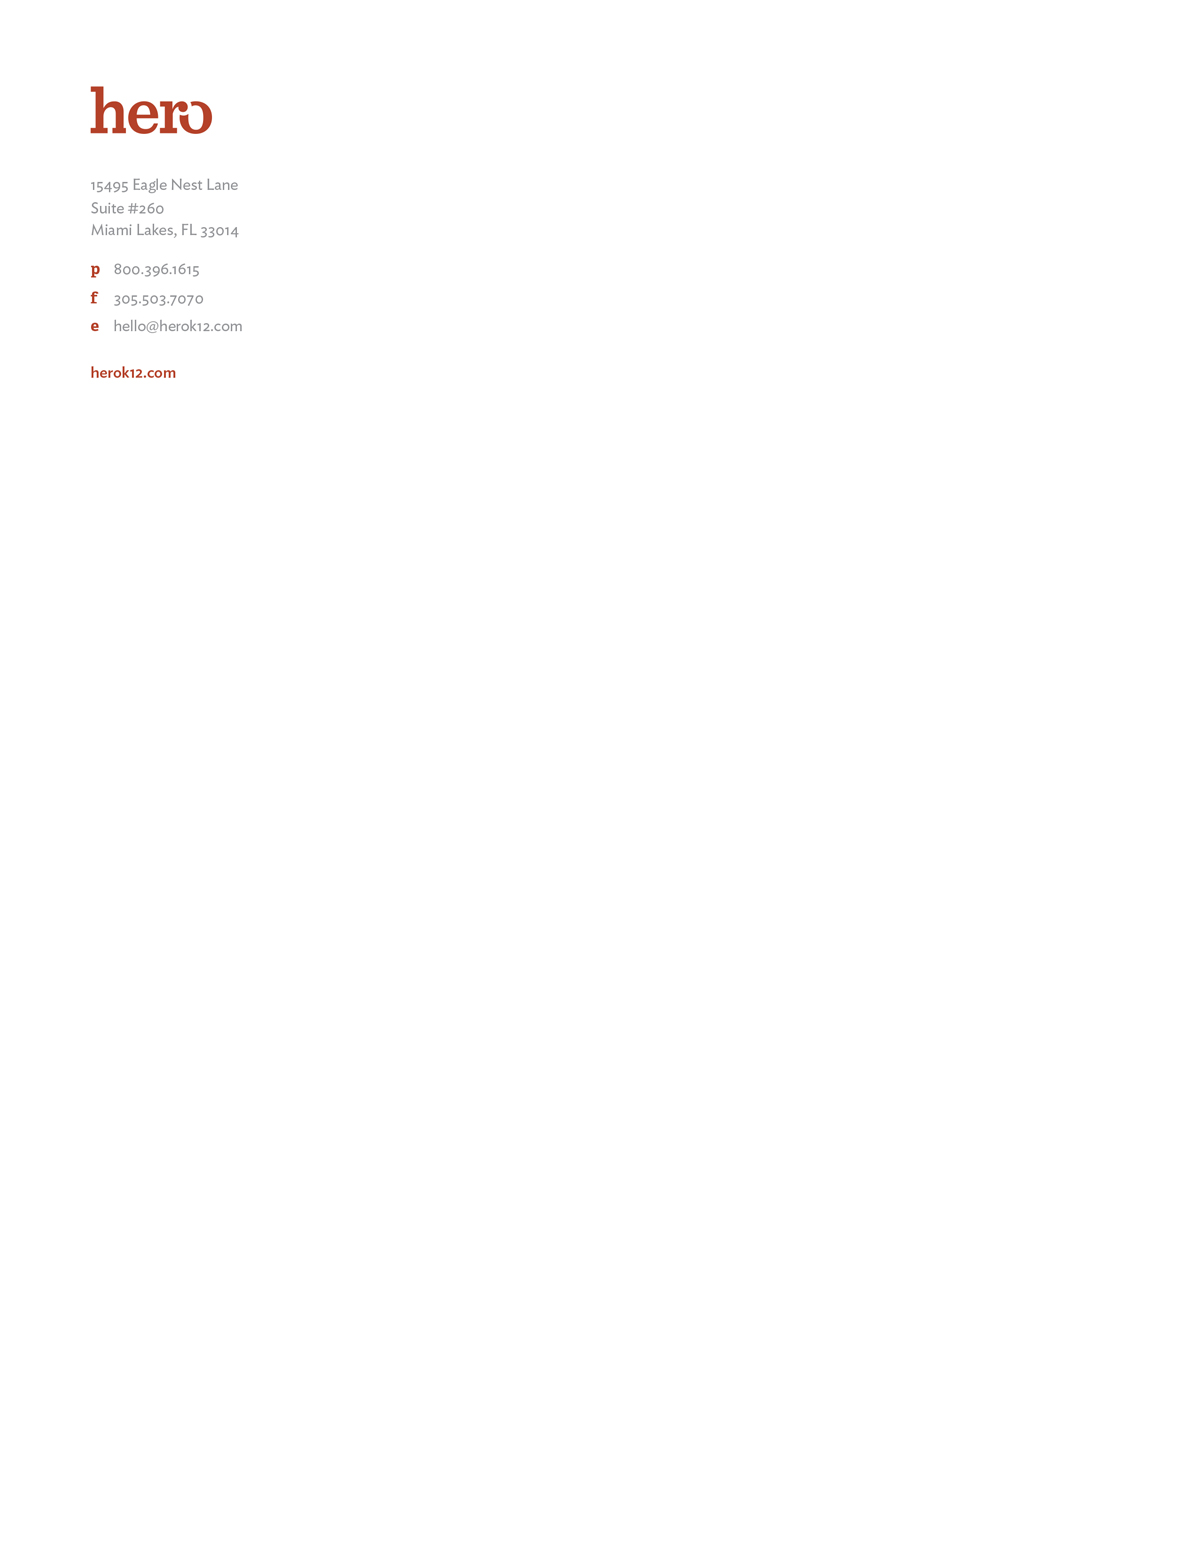 hero
15495 Eagle Nest Lane
Suite #260
Miami Lakes, FL 33014
p 800.396.1615
f 305.503.7070
e hello@herok12.com
herok12.com